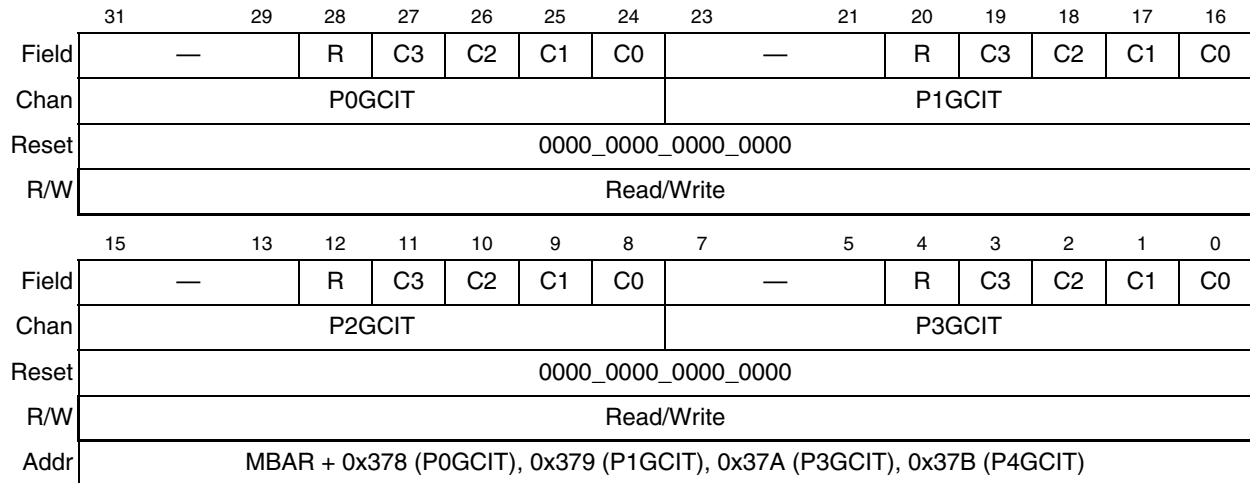 31 29 28 27 26 25 24 23 21 20 19 18 17 16
Field — R C3 C2 C1 C0 — R C3 C2 C1 C0
Chan P0GCIT P1GCIT
Reset 0000_0000_0000_0000
R/W Read/Write
15 13 12 11 10 9 8 7 5 4 3 2 1 0
Field — R C3 C2 C1 C0 — R C3 C2 C1 C0
Chan P2GCIT P3GCIT
Reset 0000_0000_0000_0000
R/W Read/Write
Addr MBAR + 0x378 (P0GCIT), 0x379 (P1GCIT), 0x37A (P3GCIT), 0x37B (P4GCIT)